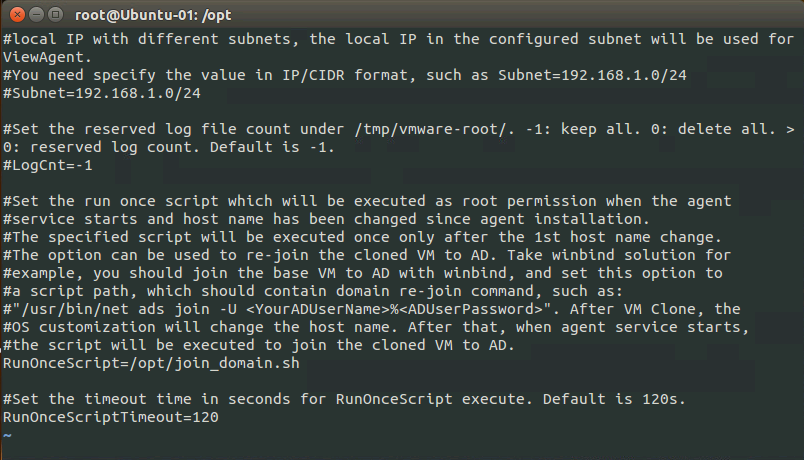 root@Ubuntu-01: /opt
#local IP with different subnets, the local IP in the configured subnet will be used for
ViewAgent.
#You need specify the value in IP/CIDR format, such as Subnet=192.168.1.0/24
#Subnet=192.168.1.0/24
#Set the reserved log file count under /tmp/vmware-root/. -1: keep all. 0: delete all. >
0: reserved log count. Default is -1.
#LogCnt=-1
#Set the run once script which will be executed as root permission when the agent
#service starts and host name has been changed since agent installation.
#The specified script will be executed once only after the 1st host name change.
#The option can be used to re-join the cloned VM to AD. Take winbind solution for
#example, you should join the base VM to AD with winbind, and set this option to
#a script path, which should contain domain re-join command, such as:
#"/usr/bin/net ads join -U <YourADUserName>%<ADUserPassword>". After VM Clone, the
#OS customization will change the host name. After that, when agent service starts,
#the script will be executed to join the cloned VM to AD.
RunOnceScript=/opt/join_domain.sh
#Set the timeout time in seconds for RunOnceScript execute. Default is 120s.
RunOnceScriptTimeout=120
~